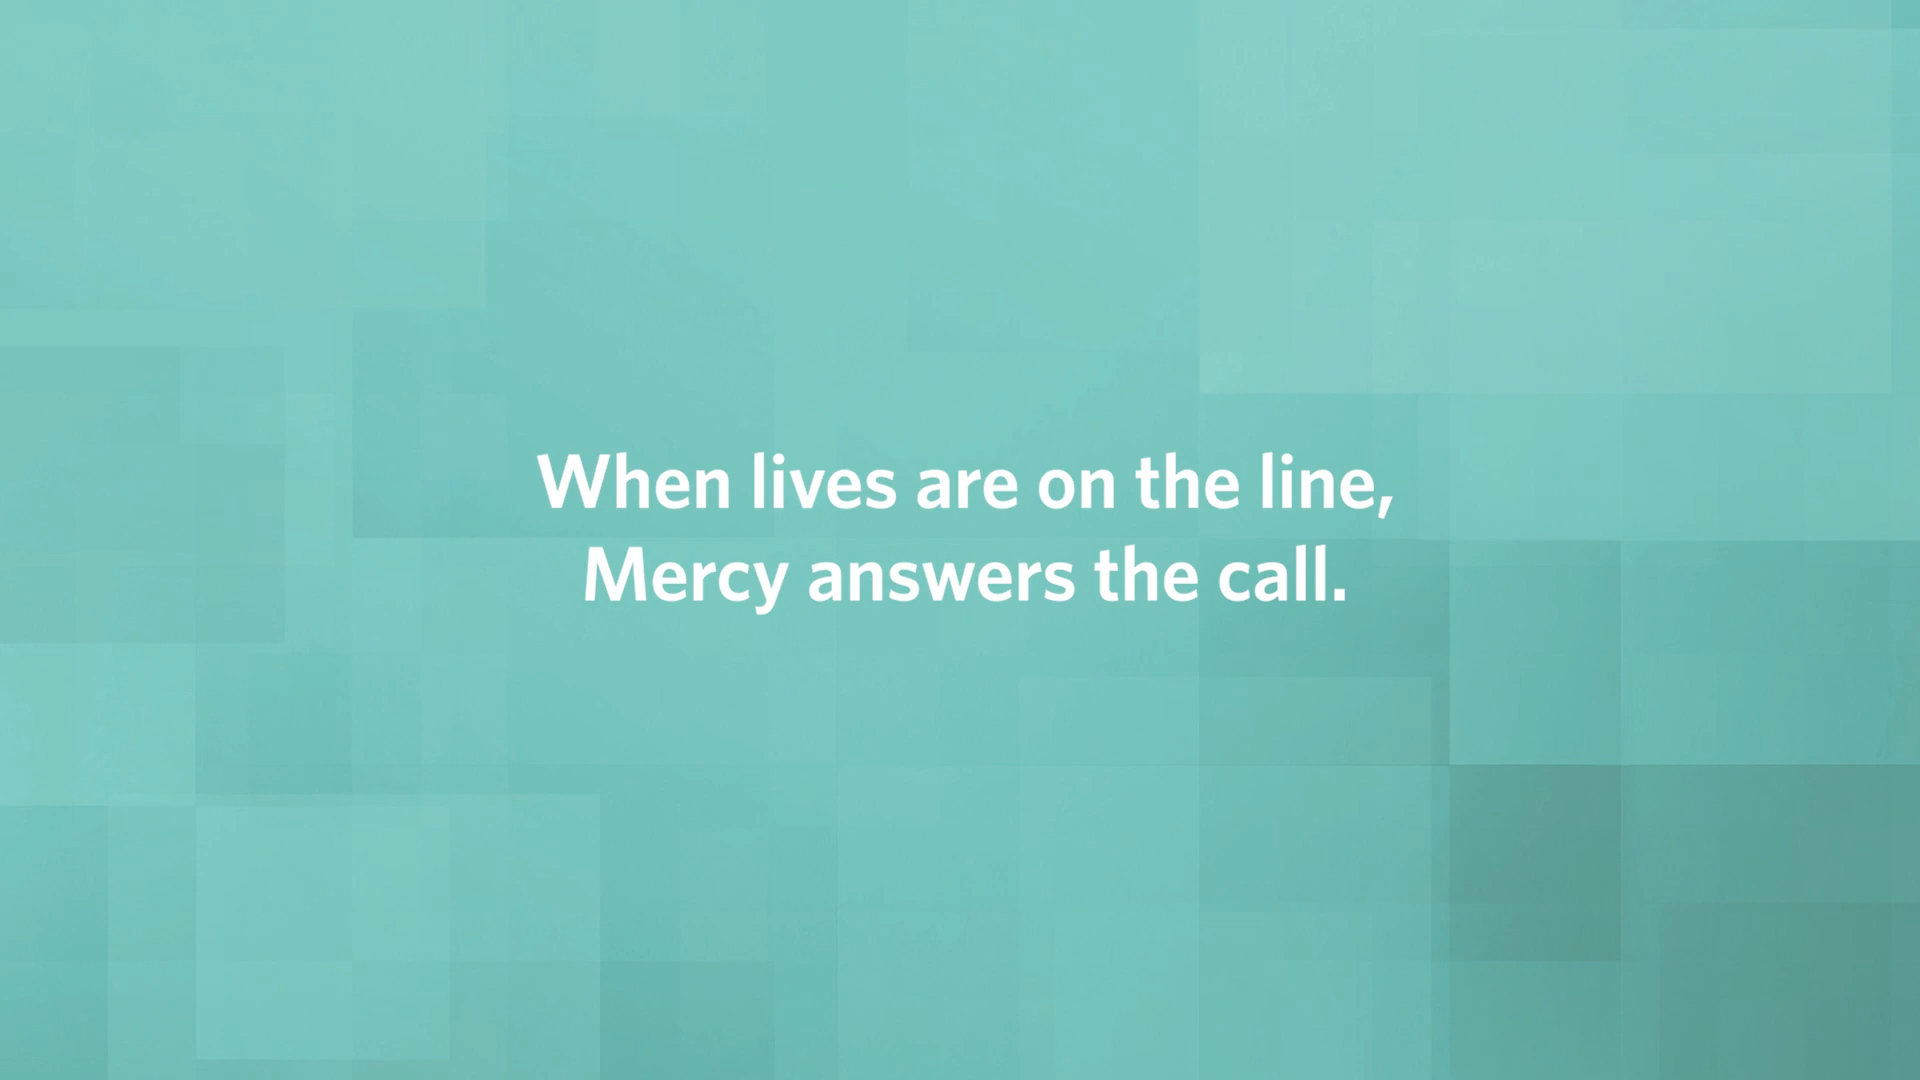 When lives are on the line,
Mercy answers the call.